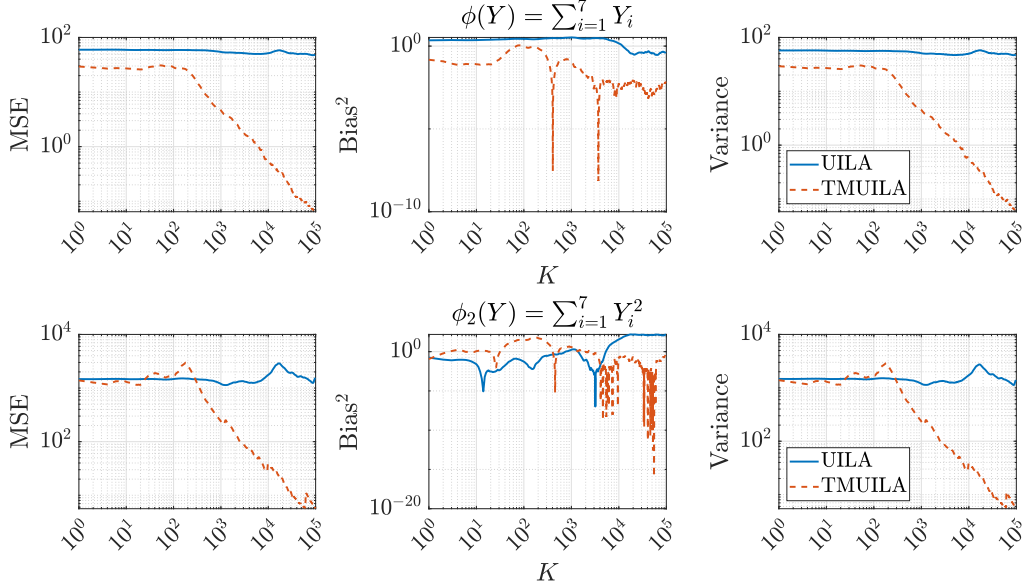 ϕ(Y) = ∑_{i=1}^{7} Y_i
MSE
10^2
10^0
10^0 10^1 10^2 10^3 10^4 10^5
Bias^2
10^0
10^{-10}
10^0 10^1 10^2 10^3 10^4 10^5
K
Variance
10^2
10^0
UILA
TMUILA
10^0 10^1 10^2 10^3 10^4 10^5
ϕ_2(Y) = ∑_{i=1}^{7} Y_i^2
MSE
10^4
10^2
10^0 10^1 10^2 10^3 10^4 10^5
Bias^2
10^0
10^{-20}
10^0 10^1 10^2 10^3 10^4 10^5
K
Variance
10^4
10^2
UILA
TMUILA
10^0 10^1 10^2 10^3 10^4 10^5